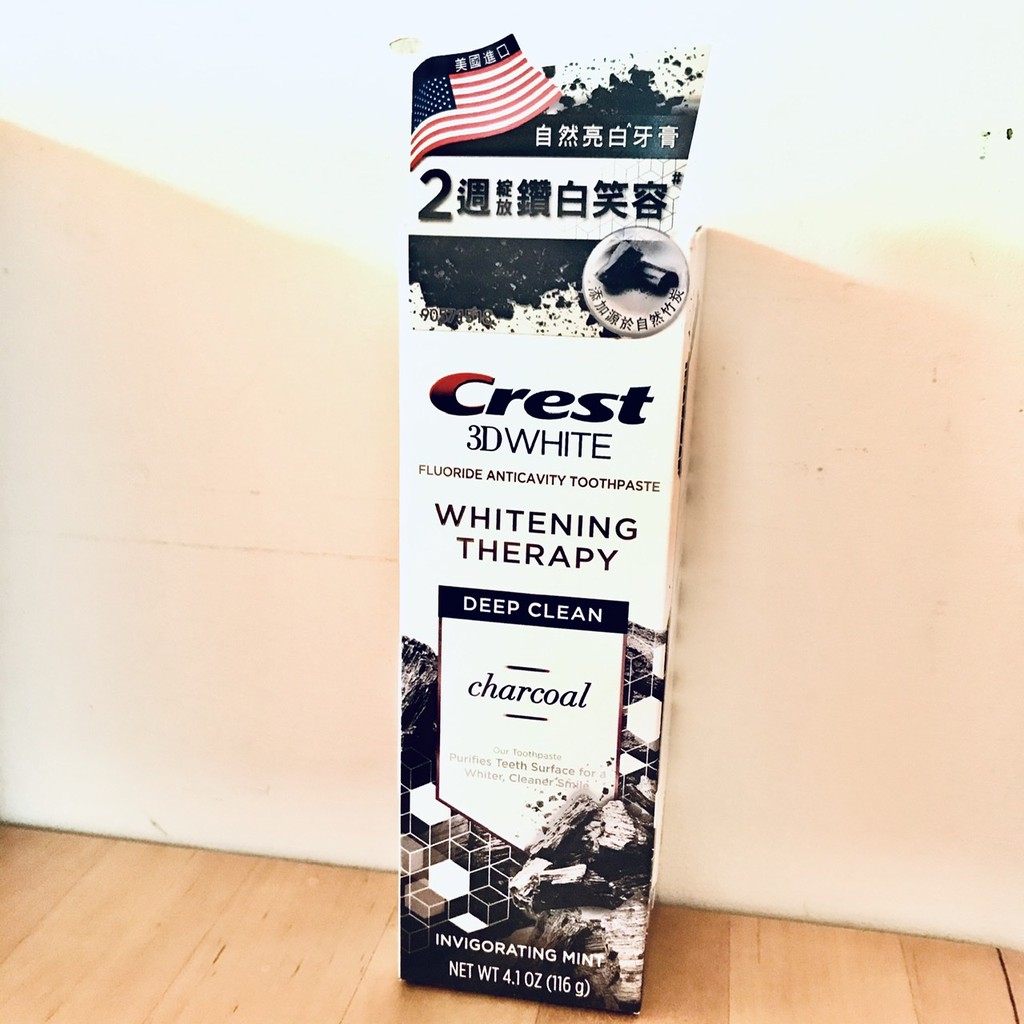 美國進口
自然亮白^牙膏
2週綻放鑽白笑容#
添加源於自然竹炭
90571518
Crest
3D WHITE
FLUORIDE ANTICAVITY TOOTHPASTE
WHITENING
THERAPY
DEEP CLEAN
charcoal
Our Toothpaste
Purifies Teeth Surface for a
Whiter, Cleaner Smile
INVIGORATING MINT
NET WT 4.1 OZ (116 g)